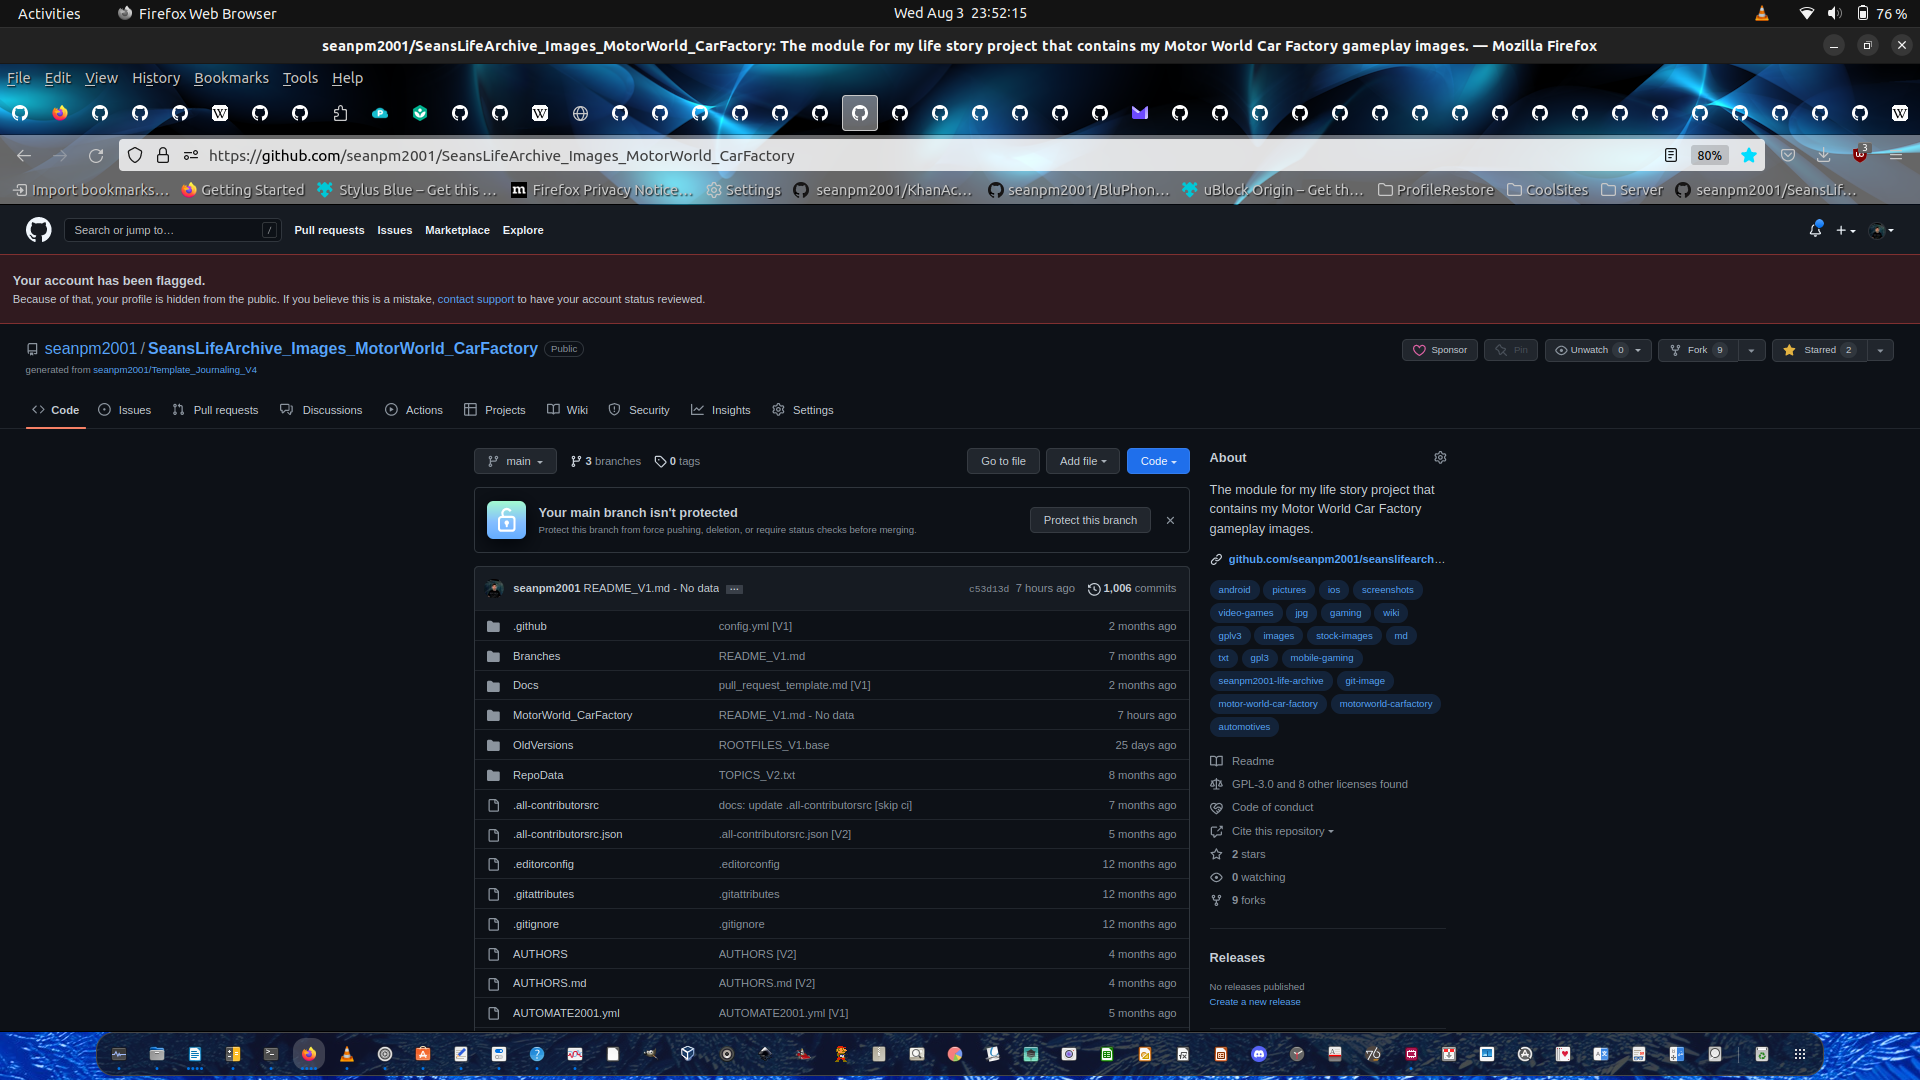 Activities Firefox Web Browser Wed Aug 3 23:52:15 76 %
seanpm2001/SeansLifeArchive_Images_MotorWorld_CarFactory: The module for my life story project that contains my Motor World Car Factory gameplay images. — Mozilla Firefox
File Edit View History Bookmarks Tools Help
https://github.com/seanpm2001/SeansLifeArchive_Images_MotorWorld_CarFactory 80% 3
Import bookmarks… Getting Started Stylus Blue – Get this … Firefox Privacy Notice… Settings seanpm2001/KhanAc… seanpm2001/BluPhon… uBlock Origin – Get th… ProfileRestore CoolSites Server seanpm2001/SeansLif…
Search or jump to… / Pull requests Issues Marketplace Explore
Your account has been flagged.
Because of that, your profile is hidden from the public. If you believe this is a mistake, contact support to have your account status reviewed.
seanpm2001 / SeansLifeArchive_Images_MotorWorld_CarFactory Public
Sponsor Pin Unwatch 0 Fork 9 Starred 2
generated from seanpm2001/Template_Journaling_V4
Code Issues Pull requests Discussions Actions Projects Wiki Security Insights Settings
main 3 branches 0 tags Go to file Add file Code
Your main branch isn't protected
Protect this branch from force pushing, deletion, or require status checks before merging.
Protect this branch
seanpm2001 README_V1.md - No data … c53d13d 7 hours ago 1,006 commits
.github config.yml [V1] 2 months ago
Branches README_V1.md 7 months ago
Docs pull_request_template.md [V1] 2 months ago
MotorWorld_CarFactory README_V1.md - No data 7 hours ago
OldVersions ROOTFILES_V1.base 25 days ago
RepoData TOPICS_V2.txt 8 months ago
.all-contributorsrc docs: update .all-contributorsrc [skip ci] 7 months ago
.all-contributorsrc.json .all-contributorsrc.json [V2] 5 months ago
.editorconfig .editorconfig 12 months ago
.gitattributes .gitattributes 12 months ago
.gitignore .gitignore 12 months ago
AUTHORS AUTHORS [V2] 4 months ago
AUTHORS.md AUTHORS.md [V2] 4 months ago
AUTOMATE2001.yml AUTOMATE2001.yml [V1] 5 months ago
About
The module for my life story project that
contains my Motor World Car Factory
gameplay images.
github.com/seanpm2001/seanslifearch…
android pictures ios screenshots
video-games jpg gaming wiki
gplv3 images stock-images md
txt gpl3 mobile-gaming
seanpm2001-life-archive git-image
motor-world-car-factory motorworld-carfactory
automotives
Readme
GPL-3.0 and 8 other licenses found
Code of conduct
Cite this repository
2 stars
0 watching
9 forks
Releases
No releases published
Create a new release